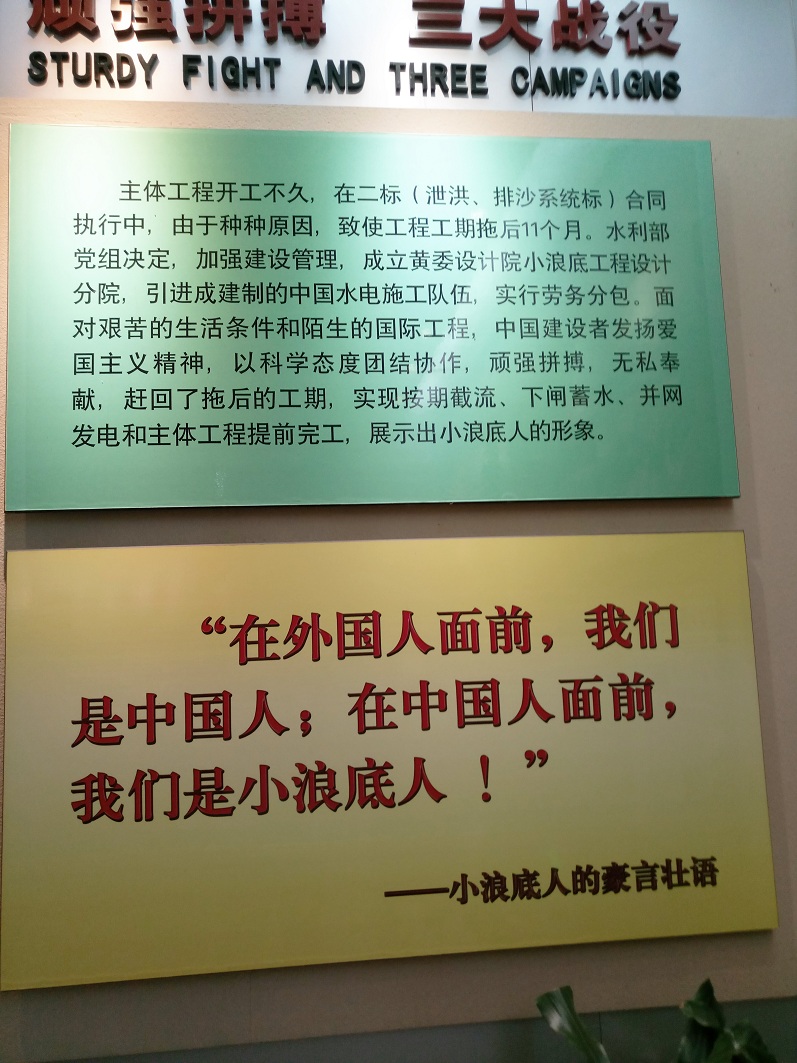 顽强拼搏 三大战役
STURDY FIGHT AND THREE CAMPAIGNS
主体工程开工不久，在二标（泄洪、排沙系统标）合同
执行中，由于种种原因，致使工程工期拖后11个月。水利部
党组决定，加强建设管理，成立黄委设计院小浪底工程设计
分院，引进成建制的中国水电施工队伍，实行劳务分包。面
对艰苦的生活条件和陌生的国际工程，中国建设者发扬爱
国主义精神，以科学态度团结协作，顽强拼搏，无私奉
献，赶回了拖后的工期，实现按期截流、下闸蓄水、并网
发电和主体工程提前完工，展示出小浪底人的形象。
“在外国人面前，我们
是中国人；在中国人面前，
我们是小浪底人！”
——小浪底人的豪言壮语